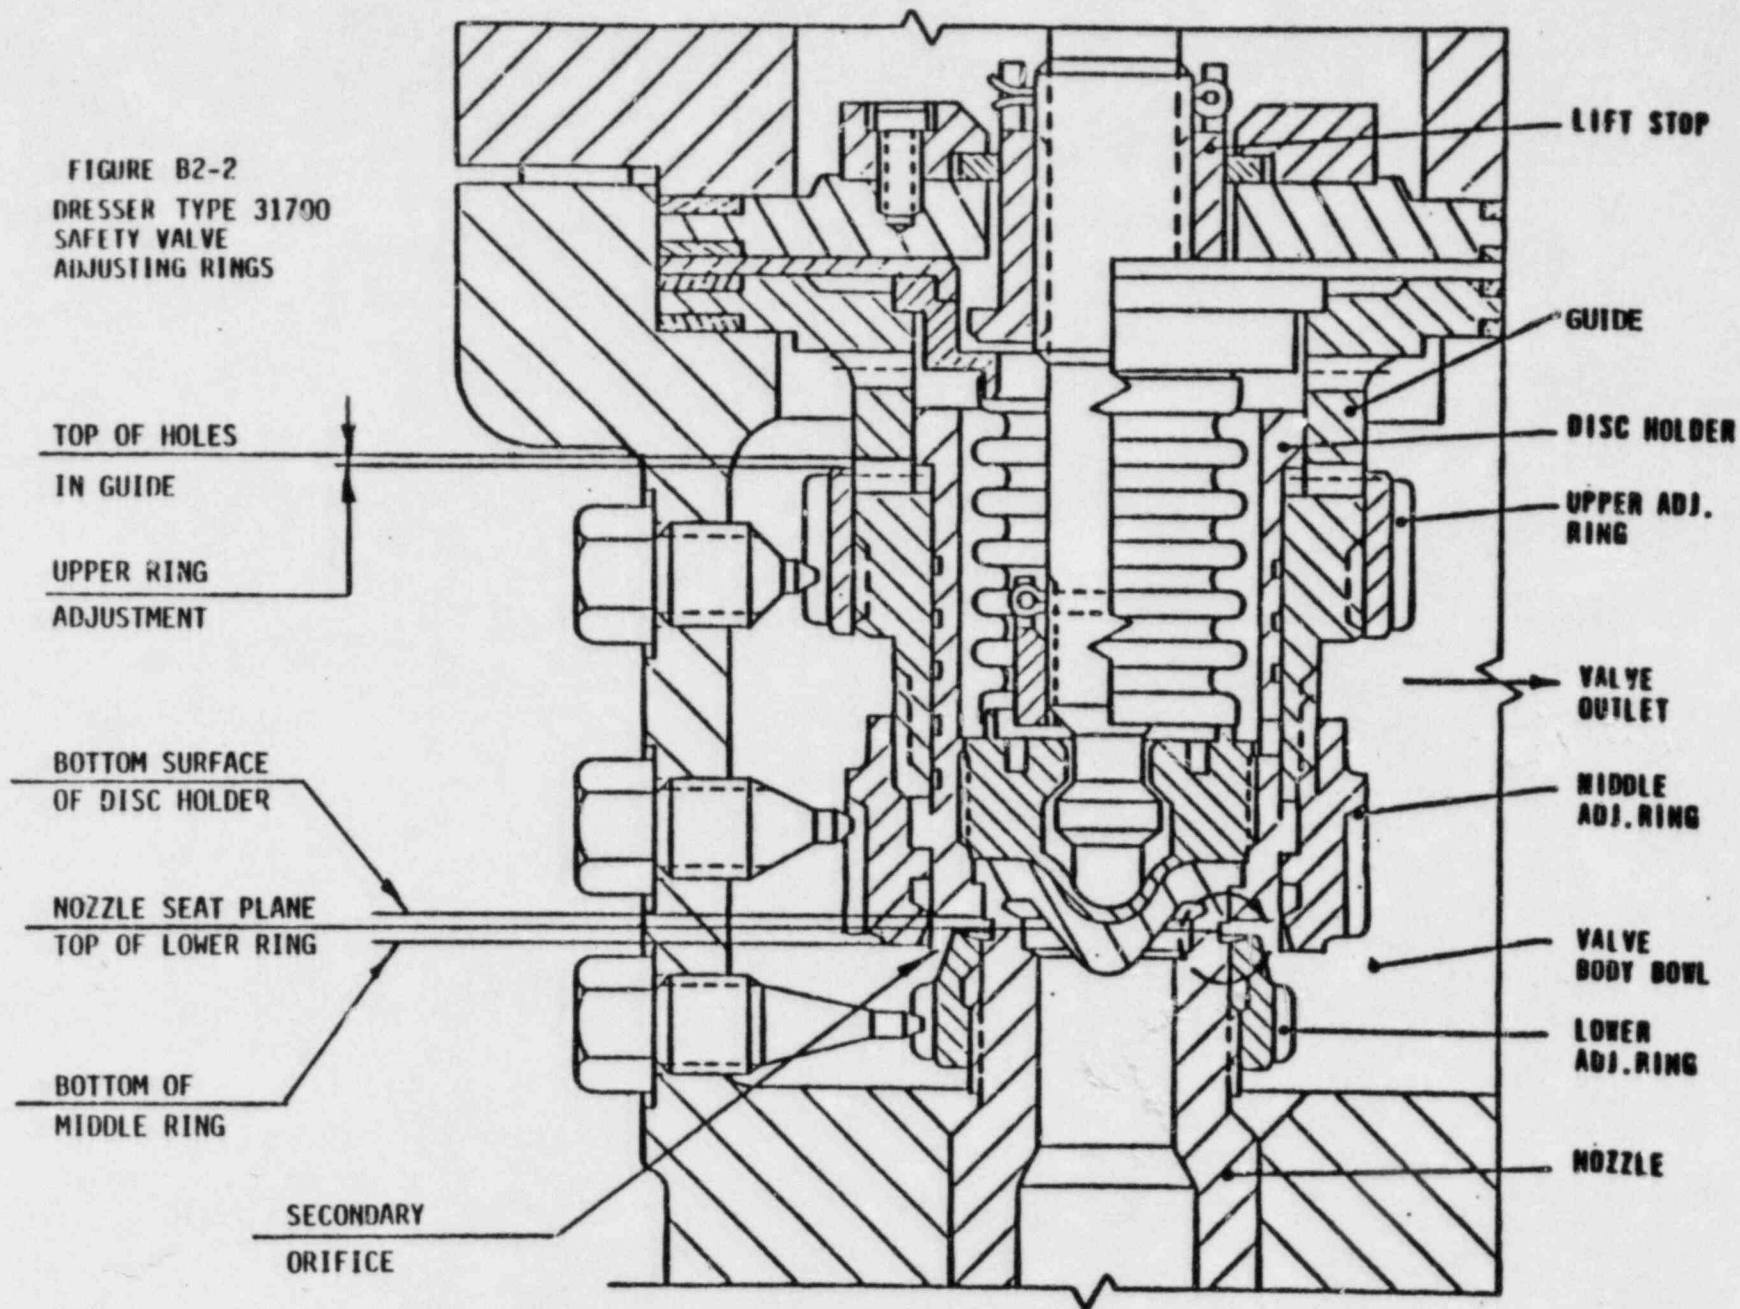 FIGURE B2-2
DRESSER TYPE 31700
SAFETY VALVE
ADJUSTING RINGS
TOP OF HOLES
IN GUIDE
UPPER RING
ADJUSTMENT
BOTTOM SURFACE
OF DISC HOLDER
NOZZLE SEAT PLANE
TOP OF LOWER RING
BOTTOM OF
MIDDLE RING
SECONDARY
ORIFICE
LIFT STOP
GUIDE
DISC HOLDER
UPPER ADJ.
RING
VALVE
OUTLET
MIDDLE
ADJ.RING
VALVE
BODY BOWL
LOWER
ADJ.RING
NOZZLE